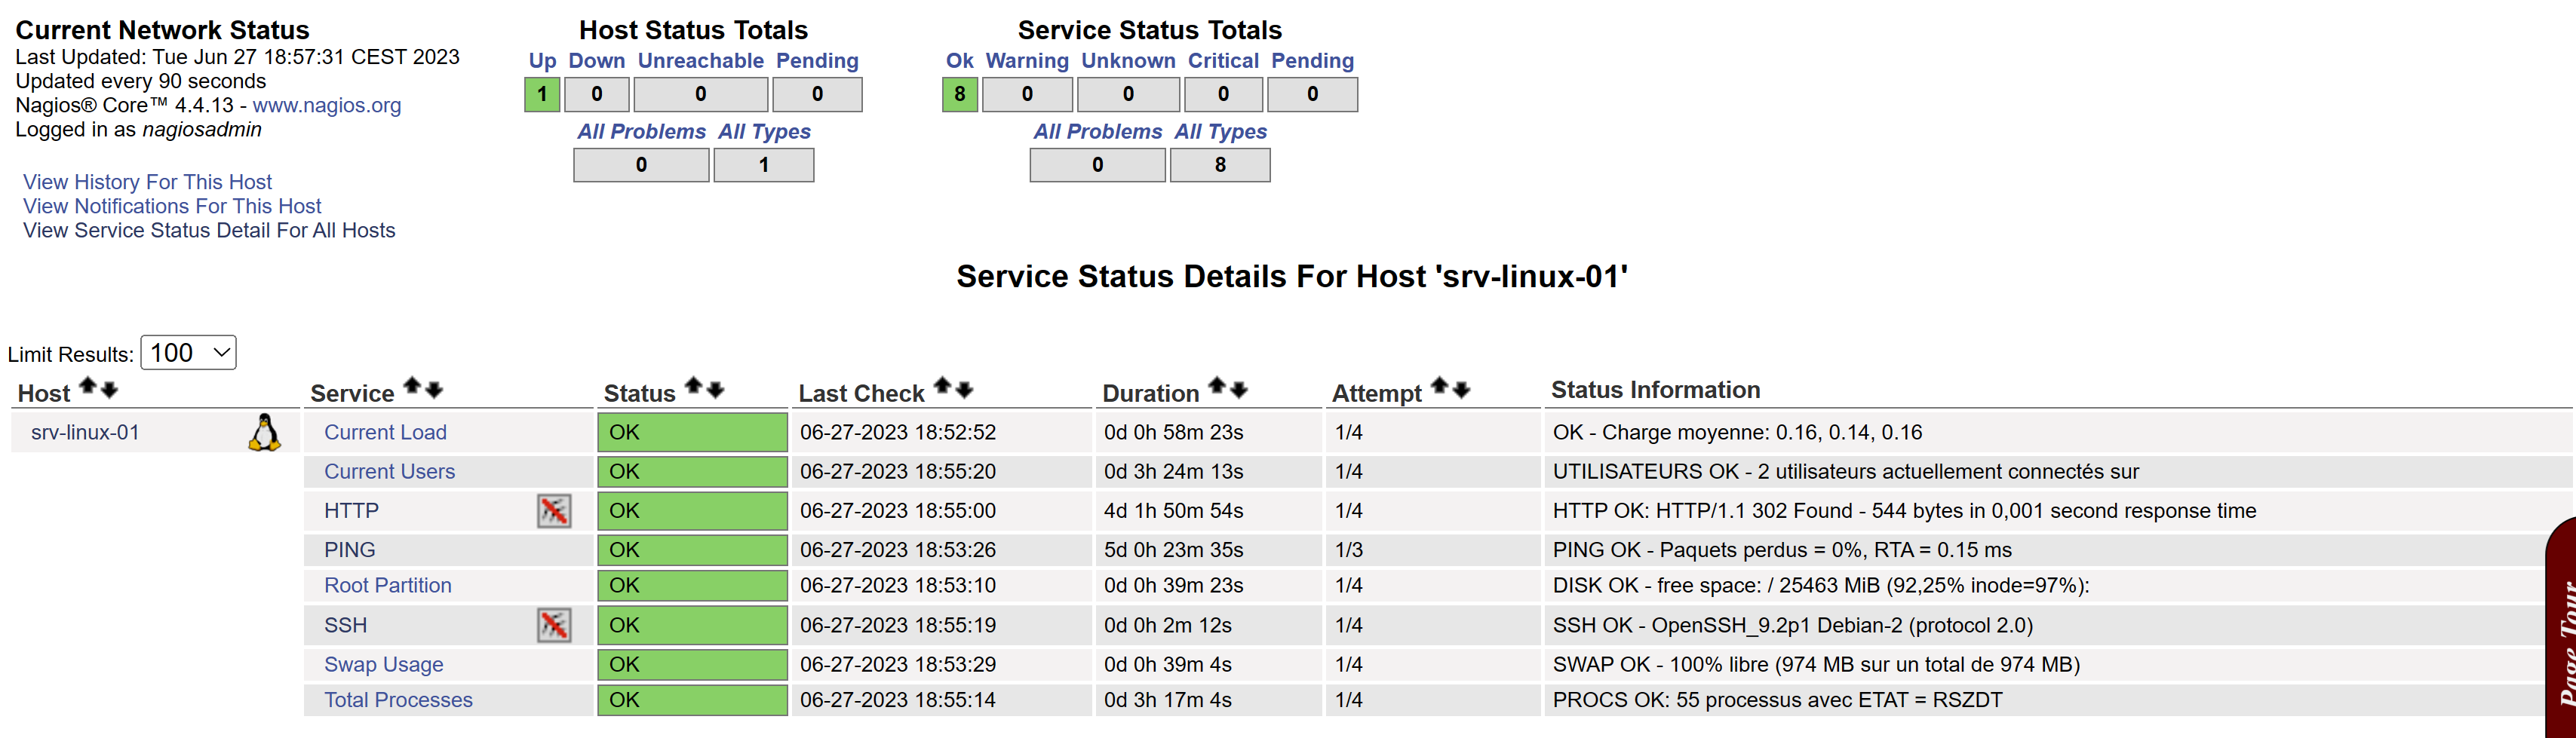 Current Network Status
Last Updated: Tue Jun 27 18:57:31 CEST 2023
Updated every 90 seconds
Nagios® Core™ 4.4.13 - www.nagios.org
Logged in as nagiosadmin
View History For This Host
View Notifications For This Host
View Service Status Detail For All Hosts
Host Status Totals
Up Down Unreachable Pending
1 0 0 0
All Problems All Types
0 1
Service Status Totals
Ok Warning Unknown Critical Pending
8 0 0 0 0
All Problems All Types
0 8
Service Status Details For Host 'srv-linux-01'
Limit Results: 100
Host Service Status Last Check Duration Attempt Status Information
srv-linux-01 Current Load OK 06-27-2023 18:52:52 0d 0h 58m 23s 1/4 OK - Charge moyenne: 0.16, 0.14, 0.16
Current Users OK 06-27-2023 18:55:20 0d 3h 24m 13s 1/4 UTILISATEURS OK - 2 utilisateurs actuellement connectés sur
HTTP OK 06-27-2023 18:55:00 4d 1h 50m 54s 1/4 HTTP OK: HTTP/1.1 302 Found - 544 bytes in 0,001 second response time
PING OK 06-27-2023 18:53:26 5d 0h 23m 35s 1/3 PING OK - Paquets perdus = 0%, RTA = 0.15 ms
Root Partition OK 06-27-2023 18:53:10 0d 0h 39m 23s 1/4 DISK OK - free space: / 25463 MiB (92,25% inode=97%):
SSH OK 06-27-2023 18:55:19 0d 0h 2m 12s 1/4 SSH OK - OpenSSH_9.2p1 Debian-2 (protocol 2.0)
Swap Usage OK 06-27-2023 18:53:29 0d 0h 39m 4s 1/4 SWAP OK - 100% libre (974 MB sur un total de 974 MB)
Total Processes OK 06-27-2023 18:55:14 0d 3h 17m 4s 1/4 PROCS OK: 55 processus avec ETAT = RSZDT
Page Tour